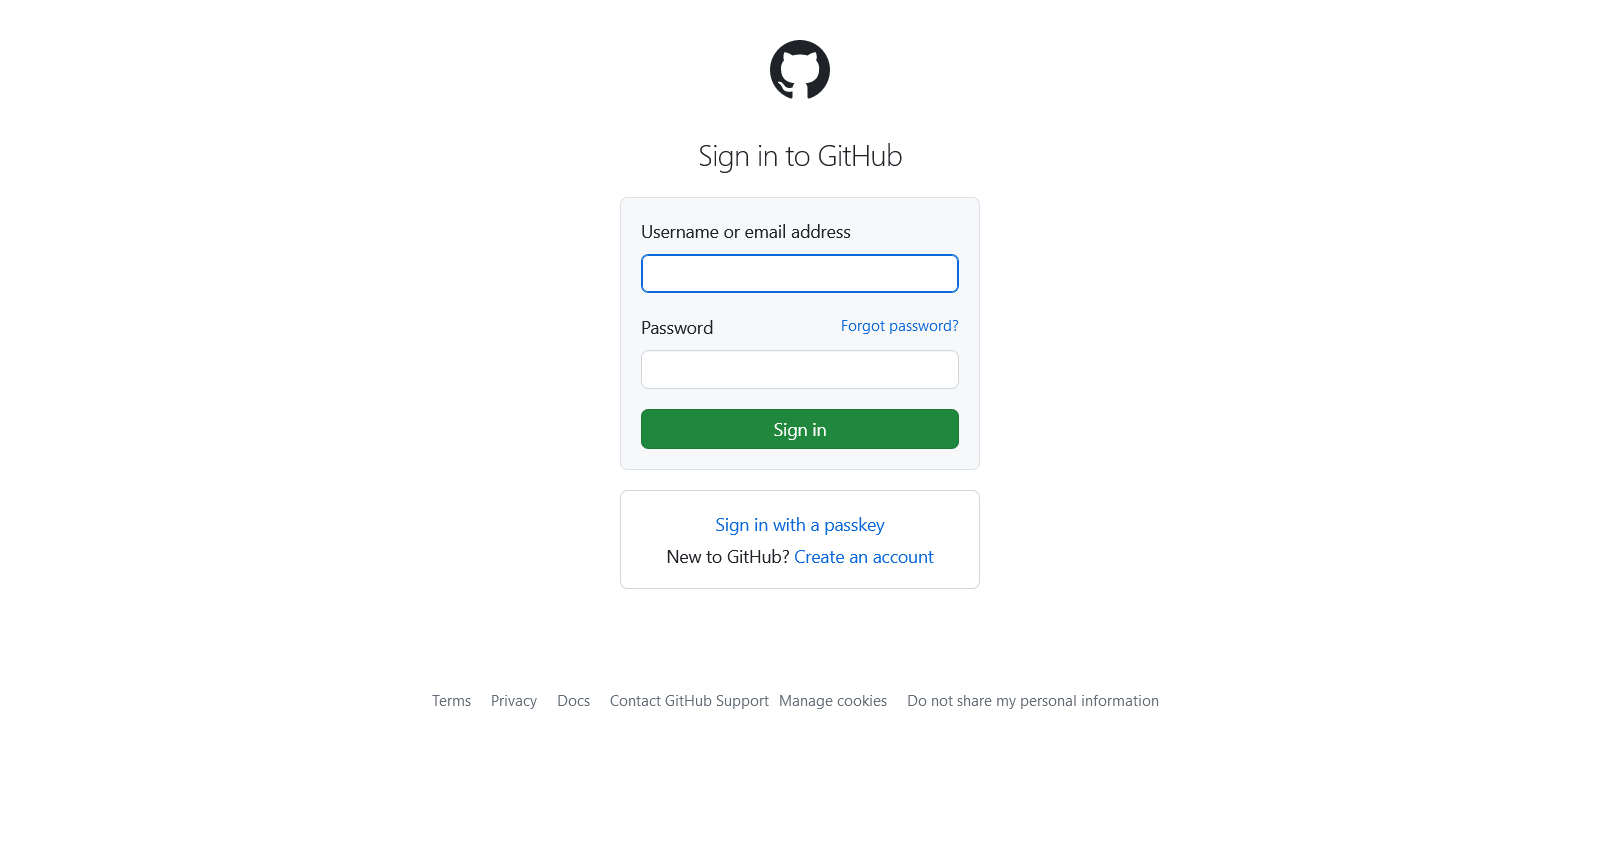 Sign in to GitHub
Username or email address
Password
Forgot password?
Sign in
Sign in with a passkey
New to GitHub? Create an account
Terms Privacy Docs Contact GitHub Support Manage cookies Do not share my personal information